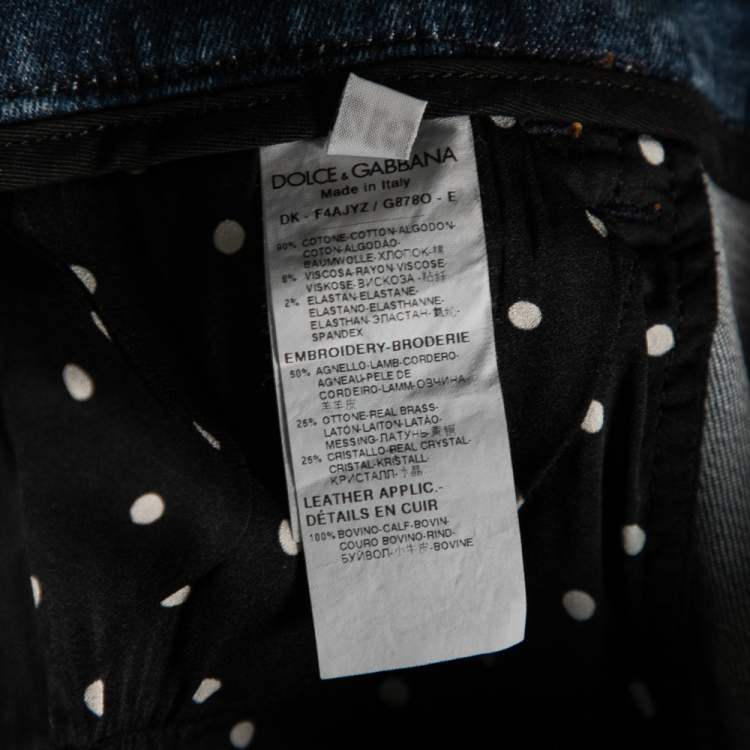 DOLCE & GABBANA
Made in Italy
DK - F4AJYZ / G878O - E
90% COTONE-COTTON-ALGODON-
COTON-ALGODÃO-
BAUMWOLLE-ХЛОПОК-棉
8% VISCOSA-RAYON-VISCOSE-
VISKOSE-ВИСКОЗА-粘纤
2% ELASTAN-ELASTANE-
ELASTANO-ELASTHANNE-
ELASTHAN-ЭЛАСТАН-氨纶-
SPANDEX
EMBROIDERY-BRODERIE
50% AGNELLO-LAMB-CORDERO-
AGNEAU-PELE DE
CORDEIRO-LAMM-ОВЧИНА-
羊羊皮
25% OTTONE-REAL BRASS-
LATON-LAITON-LATÃO-
MESSING-ЛАТУНЬ-黄铜
25% CRISTALLO-REAL CRYSTAL-
CRISTAL-KRISTALL-
КРИСТАЛЛ-水晶
LEATHER APPLIC.-
DÉTAILS EN CUIR
100% BOVINO-CALF-BOVIN-
COURO BOVINO-RIND-
БУЙВОЛ-小牛皮-BOVINE